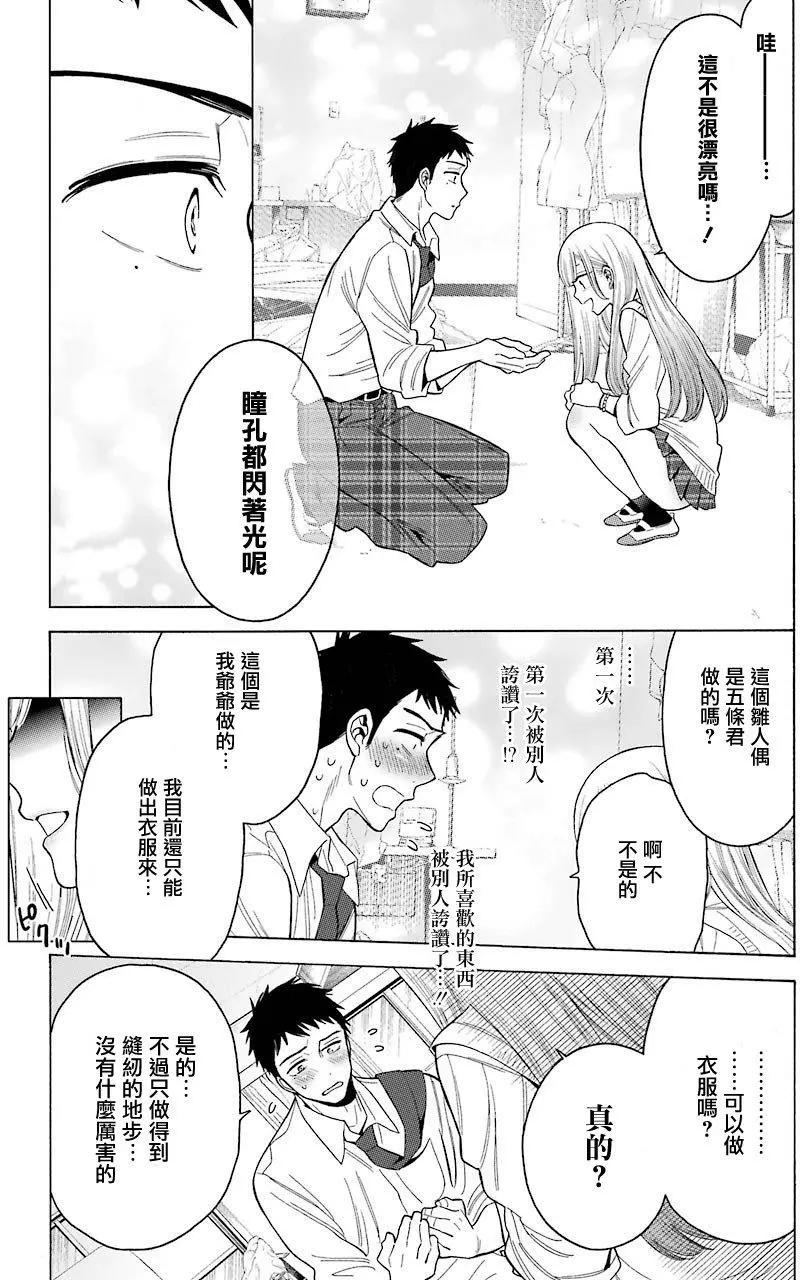 哇————…
這不是很漂亮嗎…！
瞳孔都閃著光呢
這個雛人偶
是五條君
做的嗎？
啊不
不是的
……
第一次
第一次被別人
誇讚了…!?
我所喜歡的東西
被別人誇讚了…!!
這個是
我爺爺做的…
我目前還只能
做出衣服來…
ピクッ
………
……可以做
衣服嗎？
真的？
是的…
不過只做得到
縫紉的地步…
沒有什麼厲害的